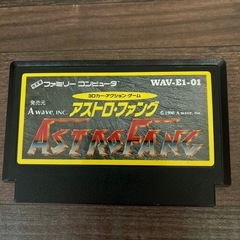 ファミリーコンピュータ WAV-E1-01
3Dカー・アクション・ゲーム
発売元
A wave, INC.
アストロ・ファング
©1990 A WAVE, INC.
ASTRO FANG